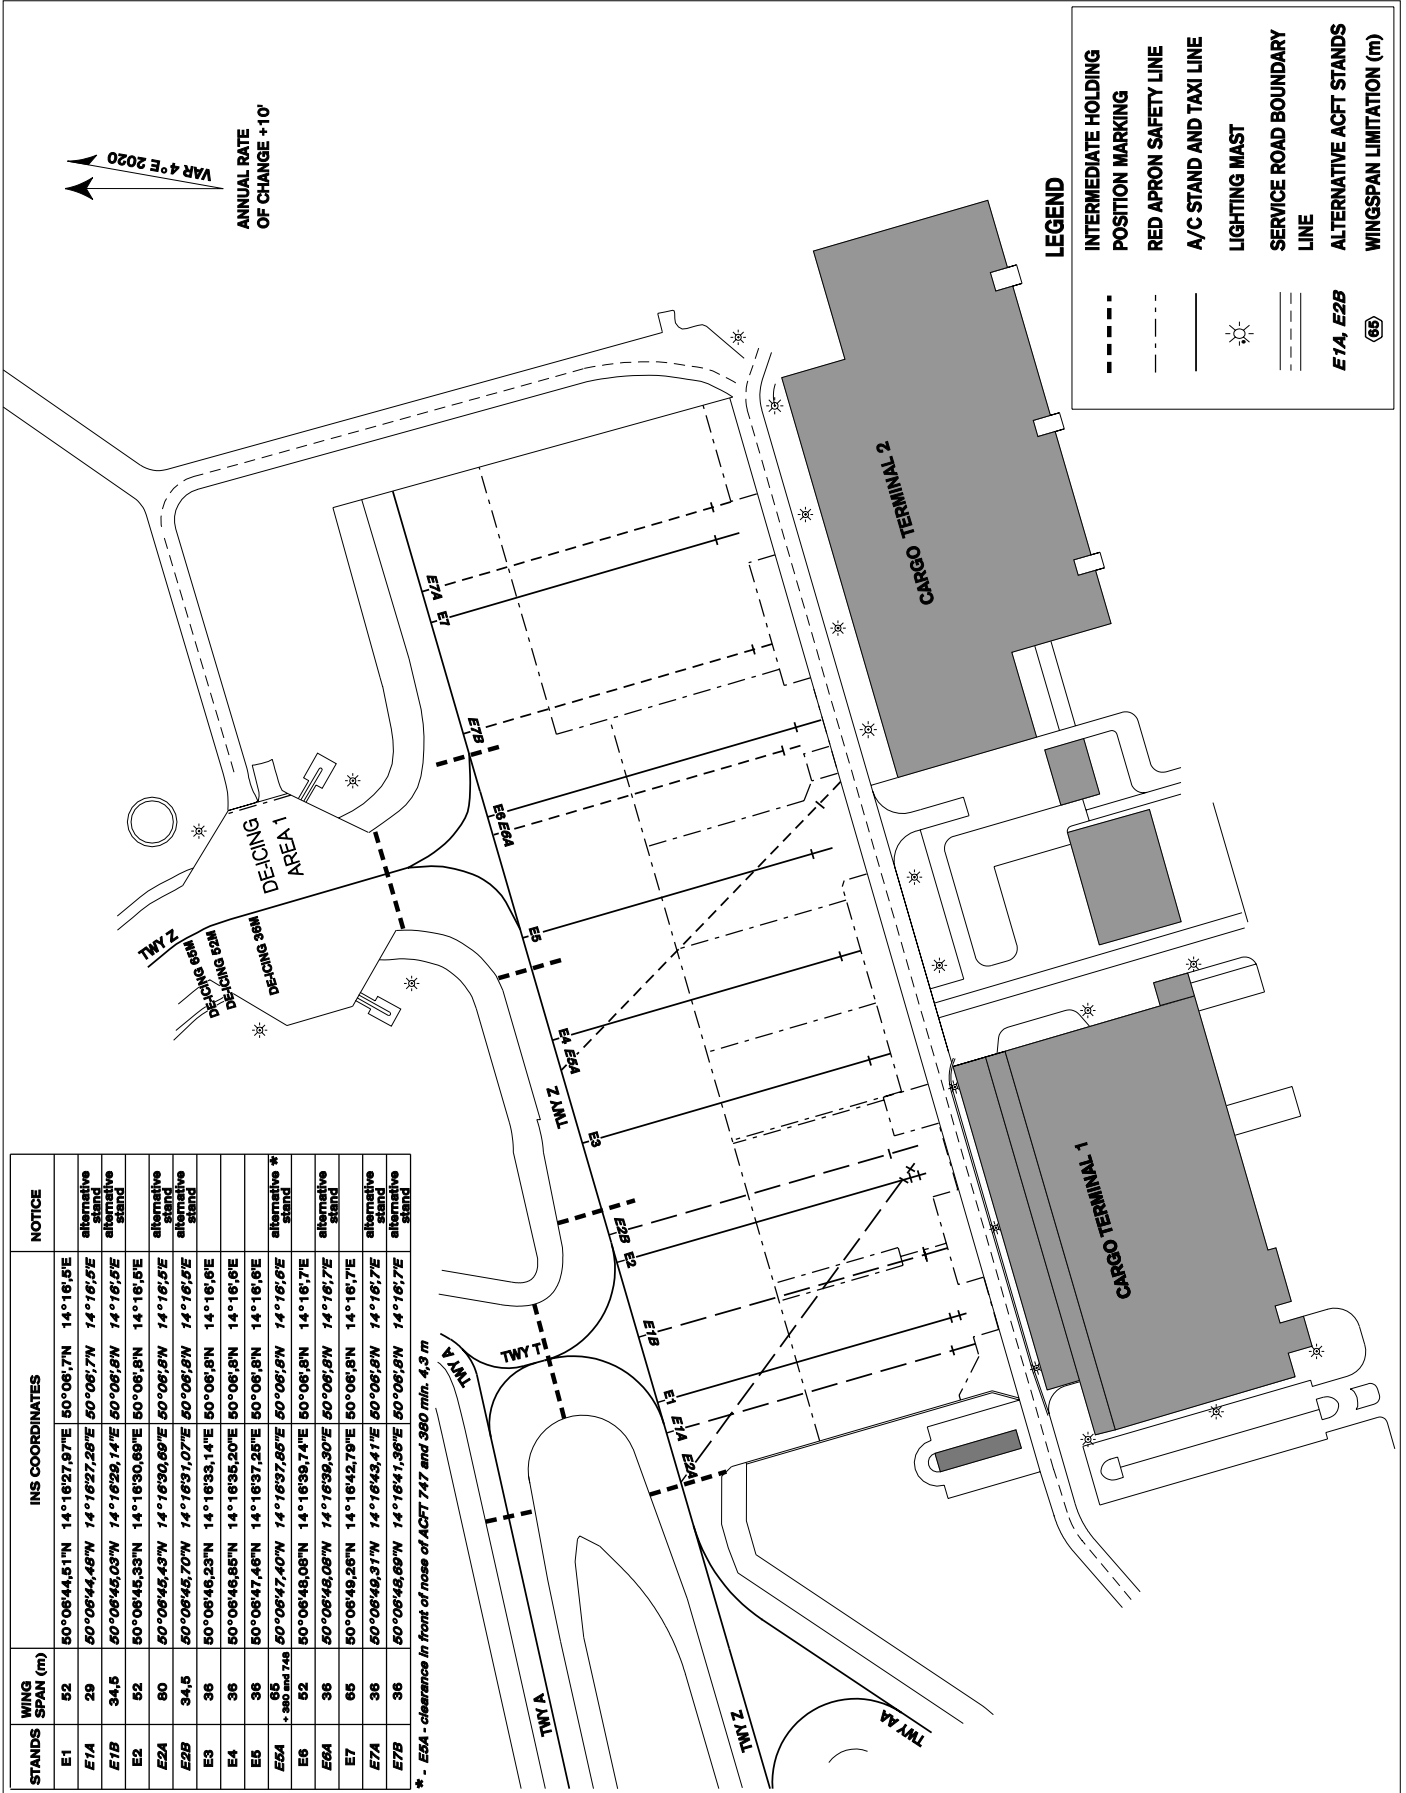 VAR 4°E 2020
ANNUAL RATE
OF CHANGE +10'
STANDS WING SPAN (m) INS COORDINATES NOTICE
E1 52 50°06'44,51"N 14°16'27,97"E 50°06',7"N 14°16',5"E
E1A 29 50°06'44,48"N 14°16'27,28"E 50°06',7"N 14°16',5"E alternative stand
E1B 34,5 50°06'45,03"N 14°16'29,14"E 50°06',8"N 14°16',5"E alternative stand
E2 52 50°06'45,33"N 14°16'30,69"E 50°06',8"N 14°16',5"E
E2A 80 50°06'45,43"N 14°16'30,69"E 50°06',8"N 14°16',5"E alternative stand
E2B 34,5 50°06'45,70"N 14°16'31,07"E 50°06',8"N 14°16',5"E alternative stand
E3 36 50°06'46,23"N 14°16'33,14"E 50°06',8"N 14°16',6"E
E4 36 50°06'46,85"N 14°16'35,20"E 50°06',8"N 14°16',6"E
E5 36 50°06'47,46"N 14°16'37,25"E 50°06',8"N 14°16',6"E
E5A 65 + 380 and 748 50°06'47,40"N 14°16'37,85"E 50°06',8"N 14°16',6"E alternative stand *
E6 52 50°06'48,08"N 14°16'39,74"E 50°06',8"N 14°16',7"E
E6A 36 50°06'48,08"N 14°16'39,30"E 50°06',8"N 14°16',7"E alternative stand
E7 65 50°06'49,26"N 14°16'42,79"E 50°06',8"N 14°16',7"E
E7A 36 50°06'49,31"N 14°16'43,41"E 50°06',8"N 14°16',7"E alternative stand
E7B 36 50°06'48,69"N 14°16'41,36"E 50°06',8"N 14°16',7"E alternative stand
* - E5A - clearance in front of nose of ACFT 747 and 380 min. 4,3 m
TWY Z
DE-ICING 65M
DE-ICING 52M
DE-ICING 36M
DE-ICING
AREA 1
E7A
E7
E7B
E6
E6A
E5
E4
E5A
TWY Z
E3
E2B
E2
E1B
E1
E1A
E2A
TWY T
TWY A
TWY A
TWY Z
TWY AA
CARGO TERMINAL 2
CARGO TERMINAL 1
LEGEND
INTERMEDIATE HOLDING
POSITION MARKING
RED APRON SAFETY LINE
A/C STAND AND TAXI LINE
LIGHTING MAST
SERVICE ROAD BOUNDARY
LINE
E1A, E2B ALTERNATIVE ACFT STANDS
65 WINGSPAN LIMITATION (m)